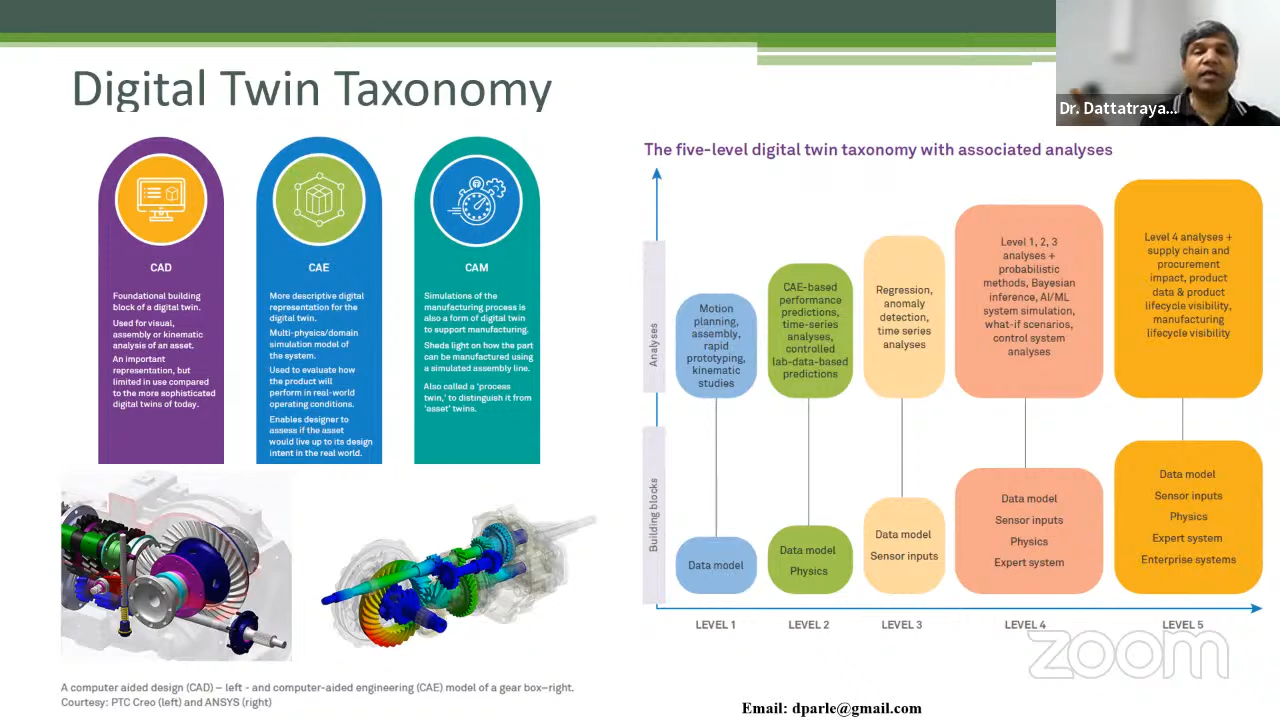 Digital Twin Taxonomy
Dr. Dattatraya...
CAD
Foundational building
block of a digital twin.
Used for visual,
assembly or kinematic
analysis of an asset.
An important
representation, but
limited in use compared
to the more sophisticated
digital twins of today.
CAE
More descriptive digital
representation for the
digital twin.
Multi-physics/domain
simulation model of
the system.
Used to evaluate how
the product will
perform in real-world
operating conditions.
Enables designer to
assess if the asset
would live up to its design
intent in the real world.
CAM
Simulations of the
manufacturing process is
also a form of digital twin
to support manufacturing.
Sheds light on how the part
can be manufactured using
a simulated assembly line.
Also called a 'process
twin,' to distinguish it from
'asset' twins.
A computer aided design (CAD) – left - and computer-aided engineering (CAE) model of a gear box–right.
Courtesy: PTC Creo (left) and ANSYS (right)
The five-level digital twin taxonomy with associated analyses
Analyses
Motion
planning,
assembly,
rapid
prototyping,
kinematic
studies
CAE-based
performance
predictions,
time-series
analyses,
controlled
lab-data-based
predictions
Regression,
anomaly
detection,
time series
analyses
Level 1, 2, 3
analyses +
probabilistic
methods, Bayesian
inference, AI/ML
system simulation,
what-if scenarios,
control system
analyses
Level 4 analyses +
supply chain and
procurement
impact, product
data & product
lifecycle visibility,
manufacturing
lifecycle visibility
Building blocks
Data model
Data model
Physics
Data model
Sensor inputs
Data model
Sensor inputs
Physics
Expert system
Data model
Sensor inputs
Physics
Expert system
Enterprise systems
LEVEL 1
LEVEL 2
LEVEL 3
LEVEL 4
LEVEL 5
zoom
Email: dparle@gmail.com